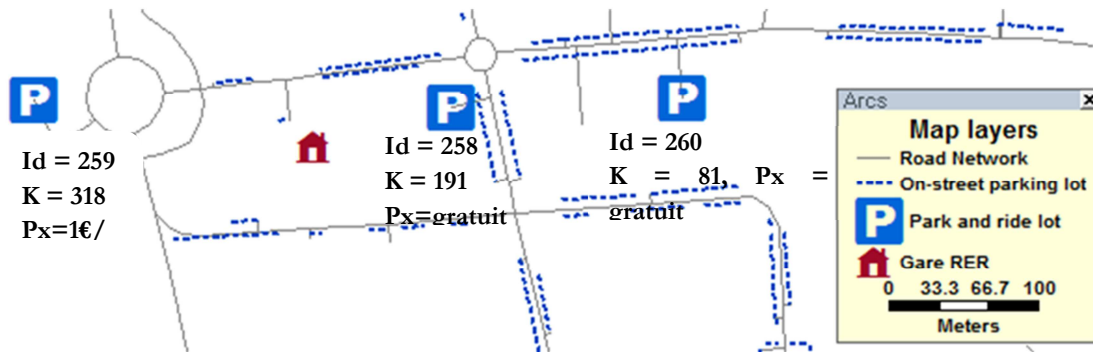 P
Id = 259
K = 318
Px=1€/
P
Id = 258
K = 191
Px=gratuit
P
Id = 260
K = 81, Px =
gratuit
Arcs
Map layers
Road Network
On-street parking lot
P Park and ride lot
Gare RER
0 33.3 66.7 100
Meters